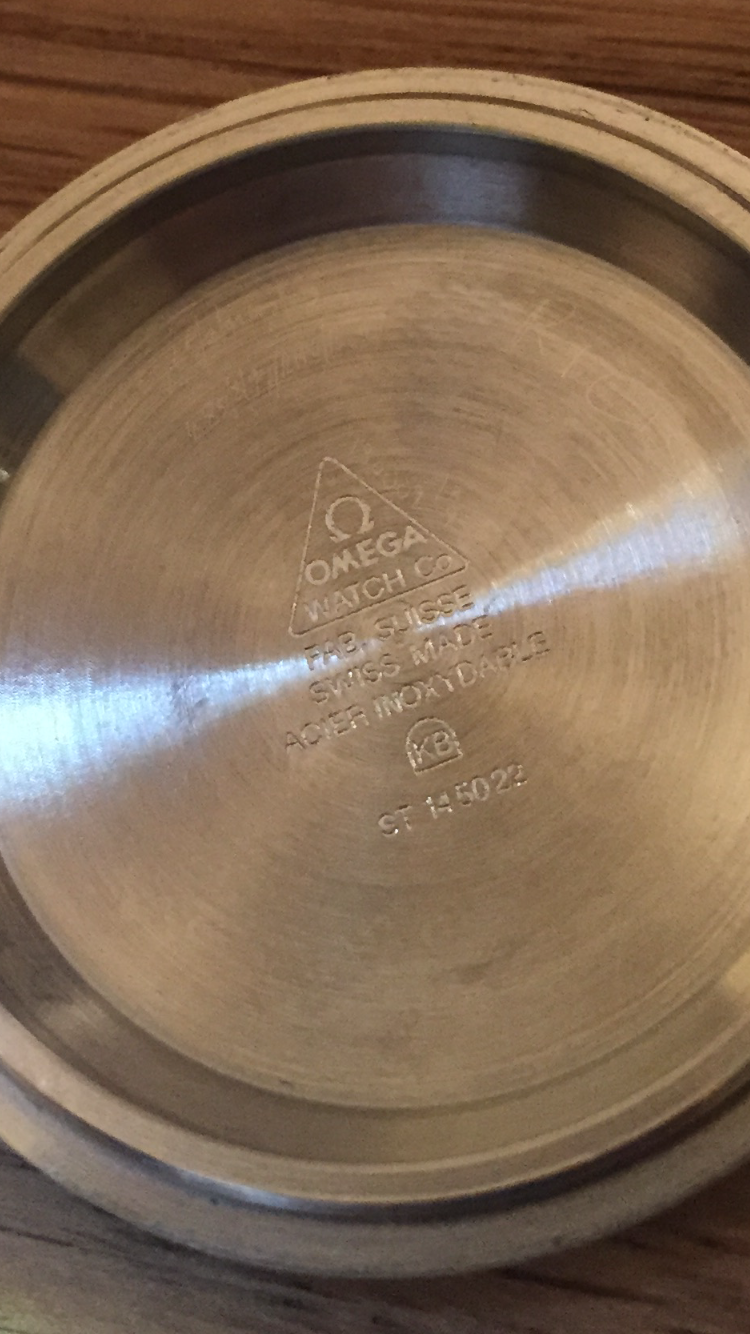 Ω
OMEGA
WATCH Co
FAB. SUISSE
SWISS MADE
ACIER INOXYDABLE
KB
ST 145022